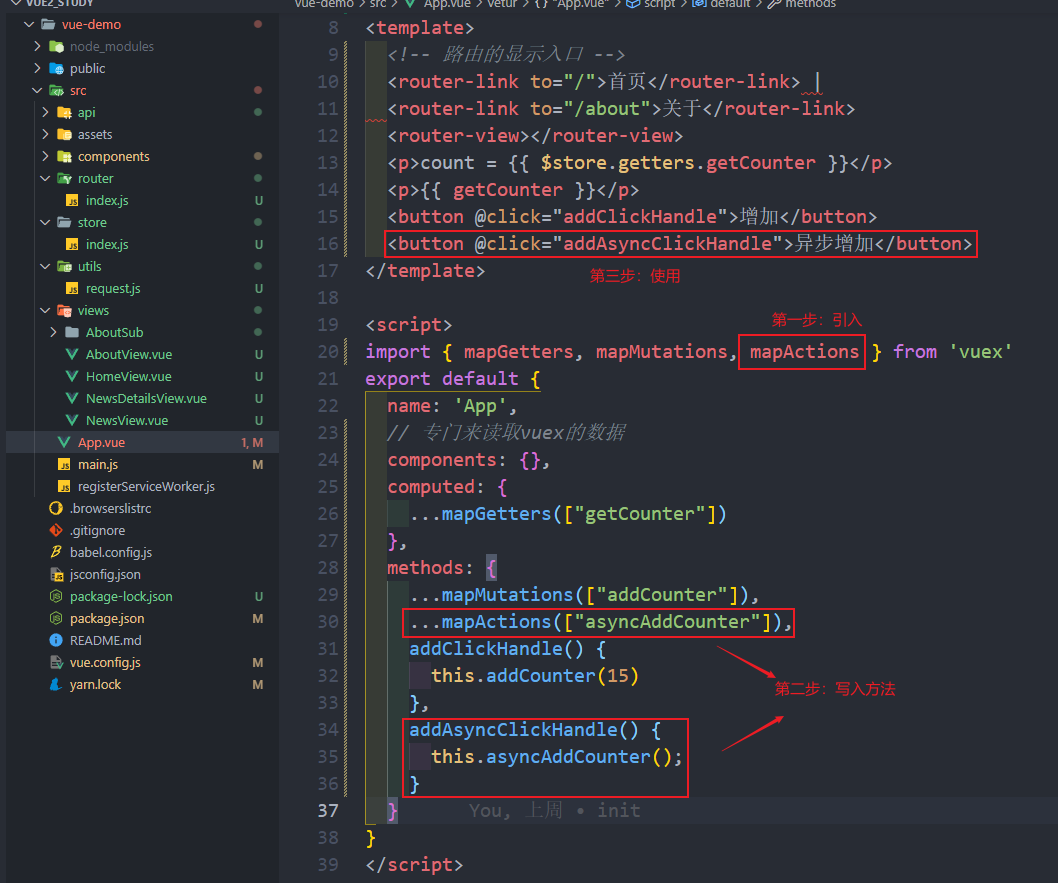 VUE2_STUDY
vue-demo
node_modules
public
src
api
assets
components
router
index.js U
store
index.js U
utils
request.js U
views
AboutSub
AboutView.vue U
HomeView.vue U
NewsDetailsView.vue U
NewsView.vue U
App.vue 1, M
main.js M
registerServiceWorker.js
.browserslistrc
.gitignore
babel.config.js
jsconfig.json
package-lock.json U
package.json M
README.md
vue.config.js M
yarn.lock M
vue-demo > src > App.vue > vetur > {} "App.vue" > script > default > methods
8 <template>
9 <!-- 路由的显示入口 -->
10 <router-link to="/">首页</router-link> |
11 <router-link to="/about">关于</router-link>
12 <router-view></router-view>
13 <p>count = {{ $store.getters.getCounter }}</p>
14 <p>{{ getCounter }}</p>
15 <button @click="addClickHandle">增加</button>
16 <button @click="addAsyncClickHandle">异步增加</button>
17 </template>
第三步：使用
18
19 <script>
第一步：引入
20 import { mapGetters, mapMutations, mapActions } from 'vuex'
21 export default {
22 name: 'App',
23 // 专门来读取vuex的数据
24 components: {},
25 computed: {
26 ...mapGetters(["getCounter"])
27 },
28 methods: {
29 ...mapMutations(["addCounter"]),
30 ...mapActions(["asyncAddCounter"]),
31 addClickHandle() {
32 this.addCounter(15)
第二步：写入方法
33 },
34 addAsyncClickHandle() {
35 this.asyncAddCounter();
36 }
37 } You, 上周 • init
38 }
39 </script>